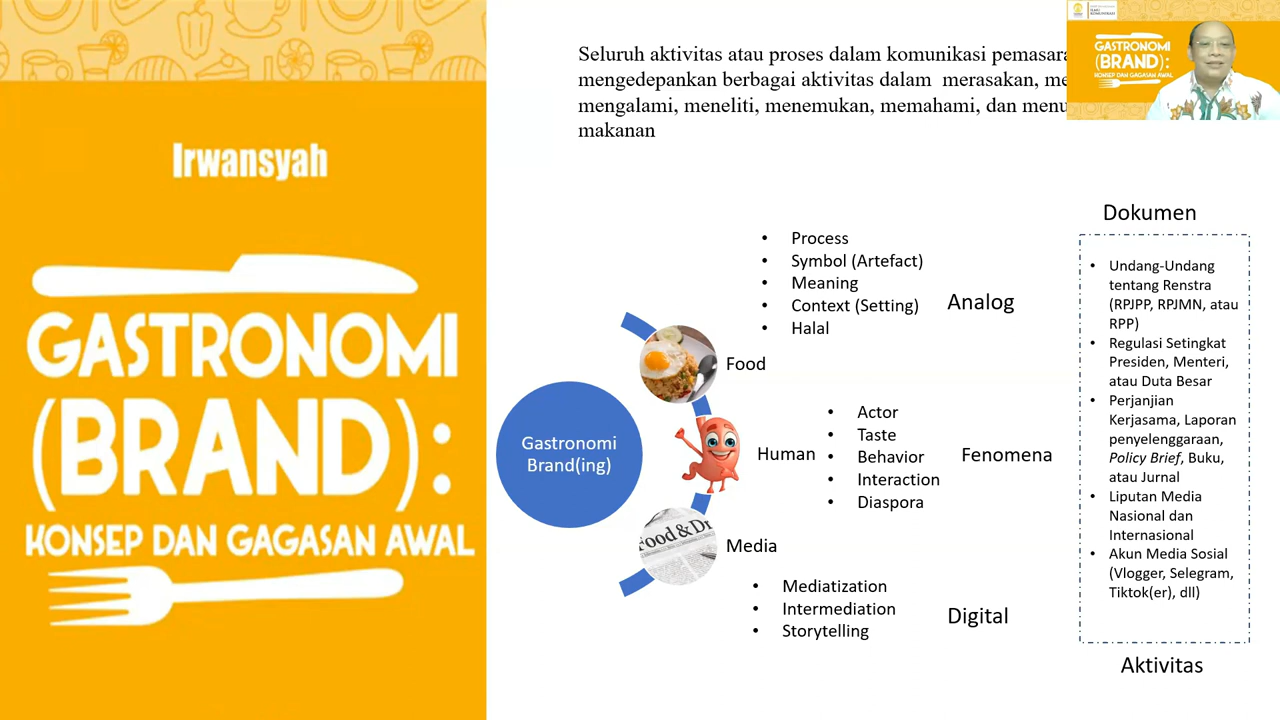 Irwansyah
GASTRONOMI
(BRAND):
KONSEP DAN GAGASAN AWAL
Seluruh aktivitas atau proses dalam komunikasi
mengedepankan berbagai aktivitas dalam merasakan,
mengalami, meneliti, menemukan, memahami, dan
makanan
Gastronomi
Brand(ing)
Food
• Process
• Symbol (Artefact)
• Meaning
• Context (Setting)
• Halal
Analog
Human
• Actor
• Taste
• Behavior
• Interaction
• Diaspora
Fenomena
Food & Dr
Media
• Mediatization
• Intermediation
• Storytelling
Digital
Dokumen
• Undang-Undang
tentang Renstra
(RPJPP, RPJMN, atau
RPP)
• Regulasi Setingkat
Presiden, Menteri,
atau Duta Besar
• Perjanjian
Kerjasama, Laporan
penyelenggaraan,
Policy Brief, Buku,
atau Jurnal
• Liputan Media
Nasional dan
Internasional
• Akun Media Sosial
(Vlogger, Selegram,
Tiktok(er), dll)
Aktivitas
GASTRONOMI
(BRAND):
KONSEP DAN GAGASAN AWAL